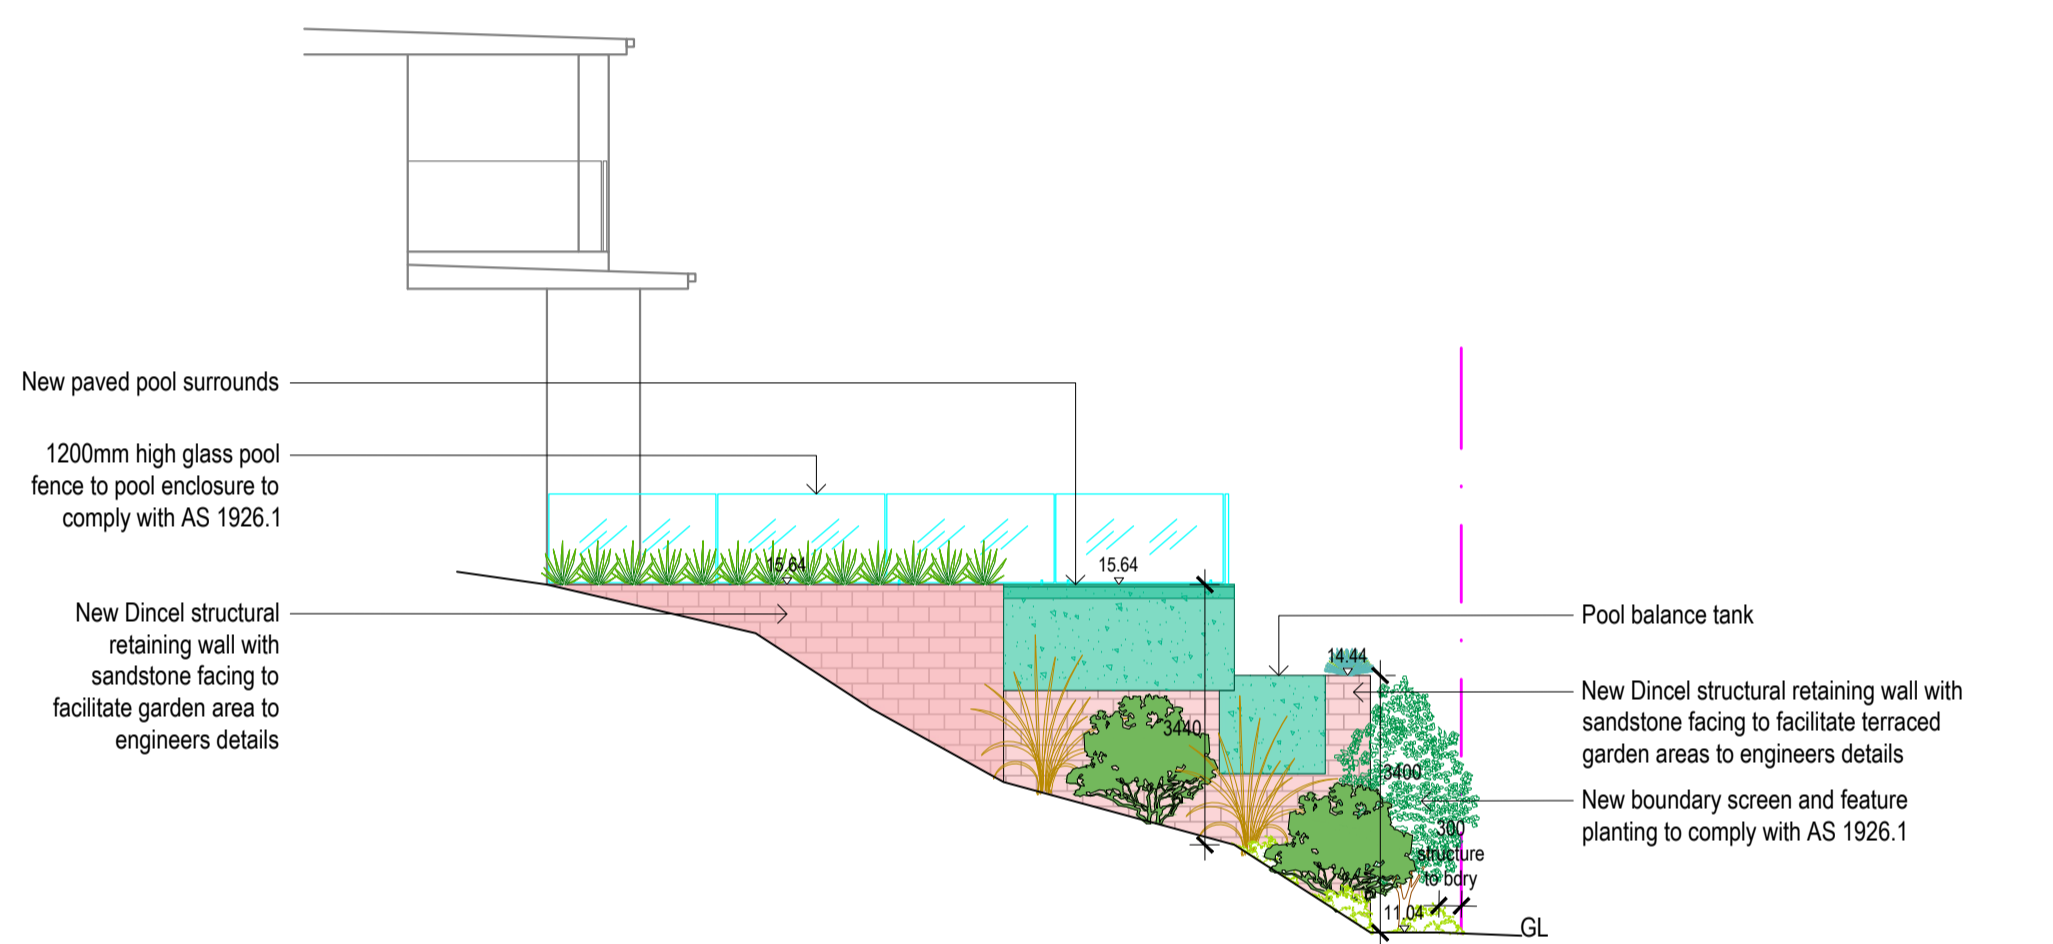 New paved pool surrounds
1200mm high glass pool
fence to pool enclosure to
comply with AS 1926.1
New Dincel structural
retaining wall with
sandstone facing to
facilitate garden area to
engineers details
15.64
15.64
3440
14.44
3400
300
structure
to bdry
11.04
GL
Pool balance tank
New Dincel structural retaining wall with
sandstone facing to facilitate terraced
garden areas to engineers details
New boundary screen and feature
planting to comply with AS 1926.1